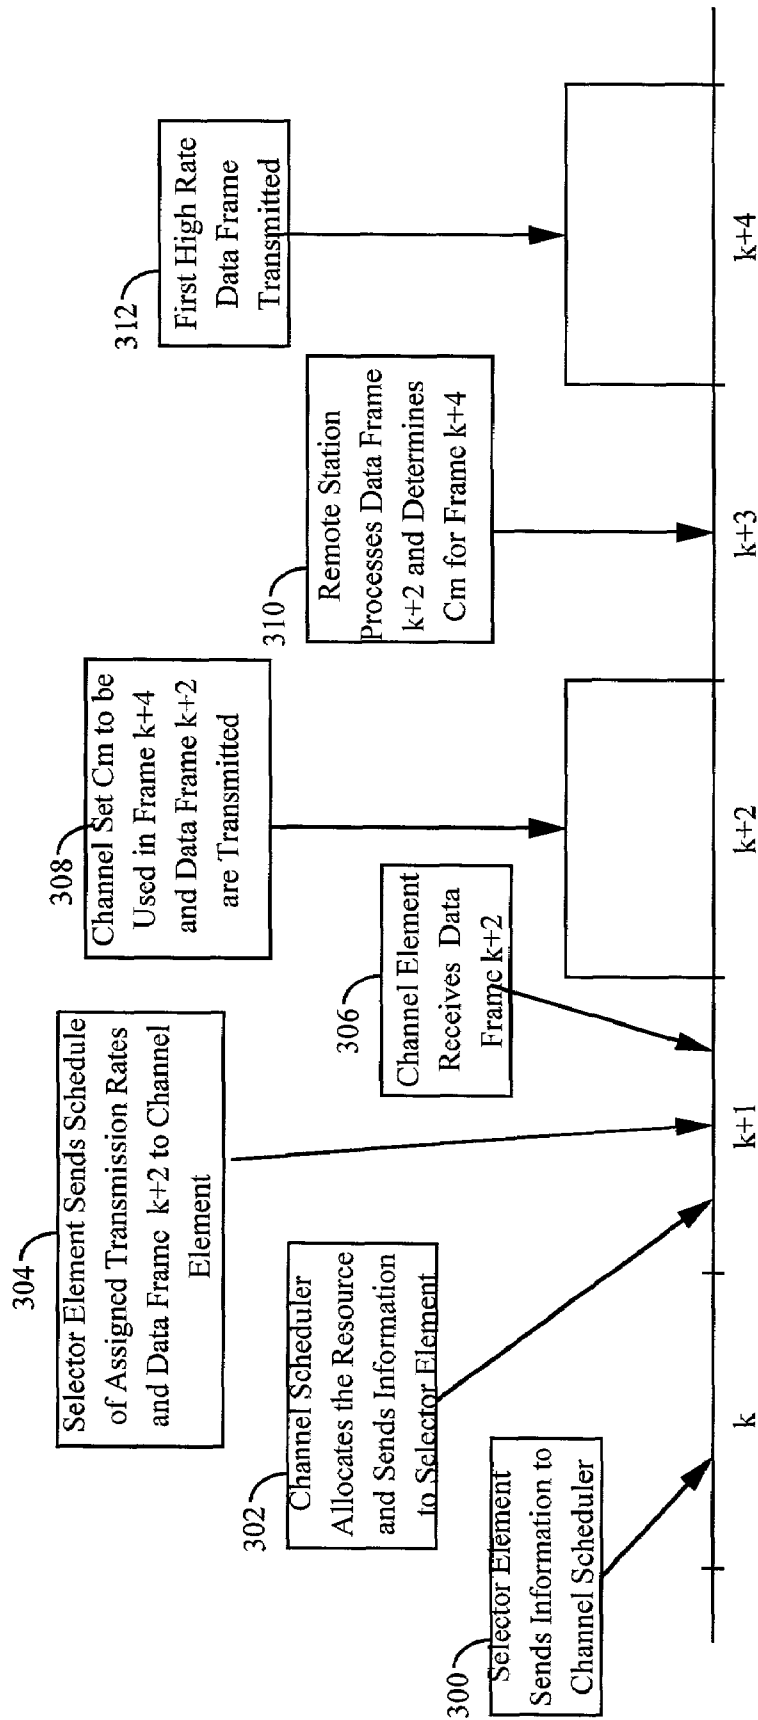 300
Selector Element
Sends Information to
Channel Scheduler
302
Channel Scheduler
Allocates the Resource
and Sends Information
to Selector Element
304
Selector Element Sends Schedule
of Assigned Transmission Rates
and Data Frame k+2 to Channel
Element
306
Channel Element
Receives Data
Frame k+2
308
Channel Set Cm to be
Used in Frame k+4
and Data Frame k+2
are Transmitted
310
Remote Station
Processes Data Frame
k+2 and Determines
Cm for Frame k+4
312
First High Rate
Data Frame
Transmitted
k
k+1
k+2
k+3
k+4